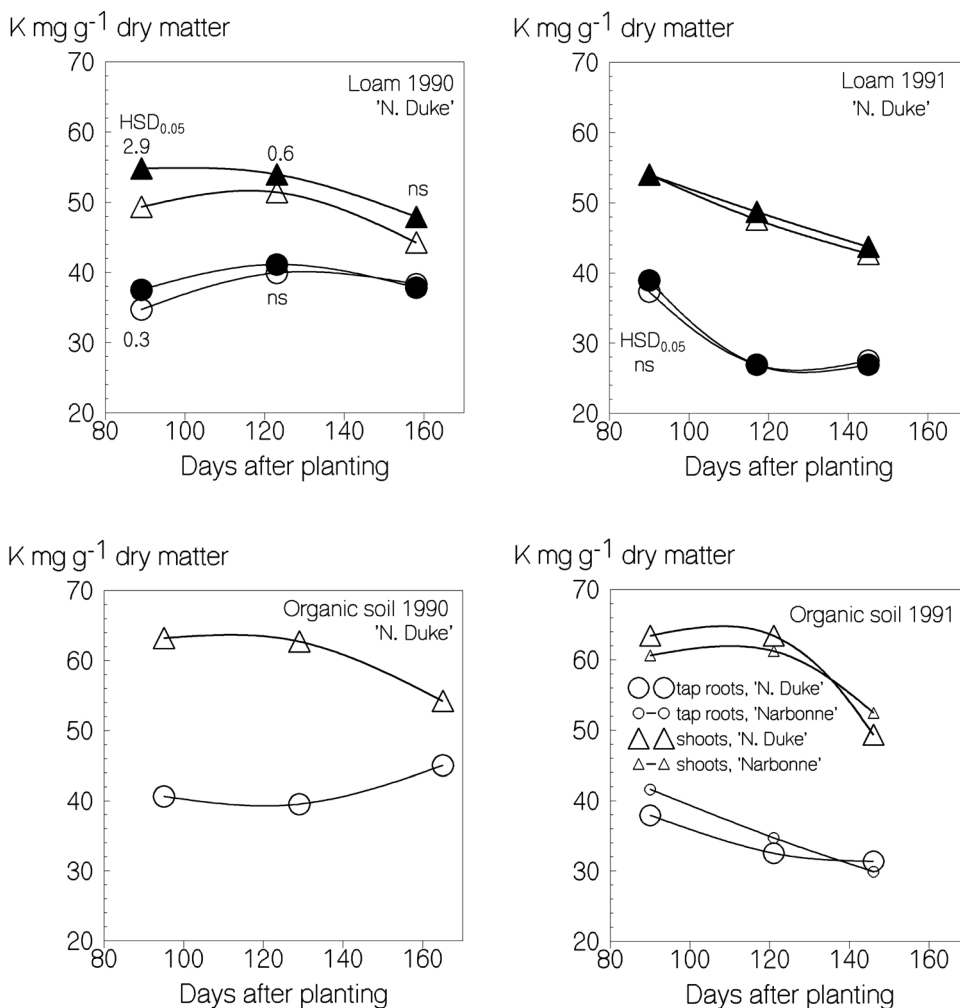 K mg g-1 dry matter
70
60
50
40
30
20
Loam 1990
'N. Duke'
HSD0.05
2.9
0.6
ns
ns
0.3
80 100 120 140 160
Days after planting
K mg g-1 dry matter
70
60
50
40
30
20
Loam 1991
'N. Duke'
HSD0.05
ns
80 100 120 140 160
Days after planting
K mg g-1 dry matter
70
60
50
40
30
20
Organic soil 1990
'N. Duke'
80 100 120 140 160
Days after planting
K mg g-1 dry matter
70
60
50
40
30
20
Organic soil 1991
tap roots, 'N. Duke'
tap roots, 'Narbonne'
shoots, 'N. Duke'
shoots, 'Narbonne'
80 100 120 140 160
Days after planting